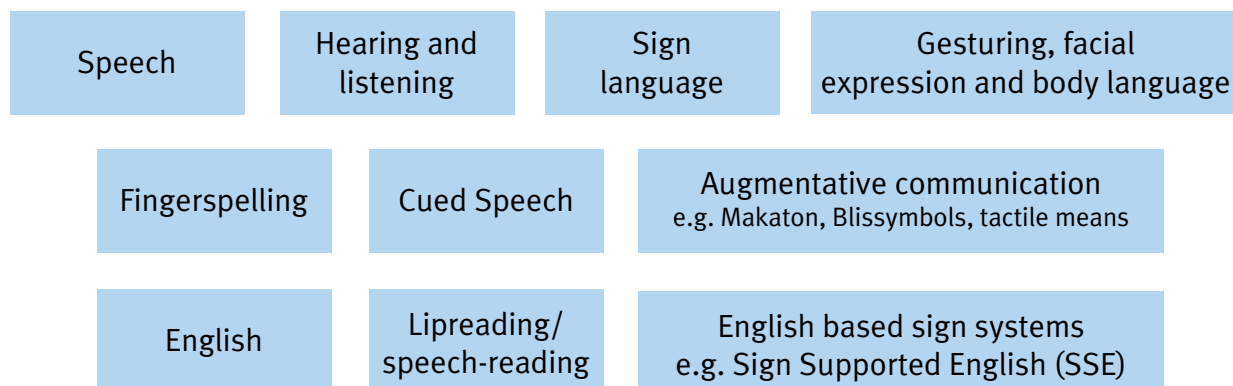 Speech
Hearing and
listening
Sign
language
Gesturing, facial
expression and body language
Fingerspelling
Cued Speech
Augmentative communication
e.g. Makaton, Blissymbols, tactile means
English
Lipreading/
speech-reading
English based sign systems
e.g. Sign Supported English (SSE)